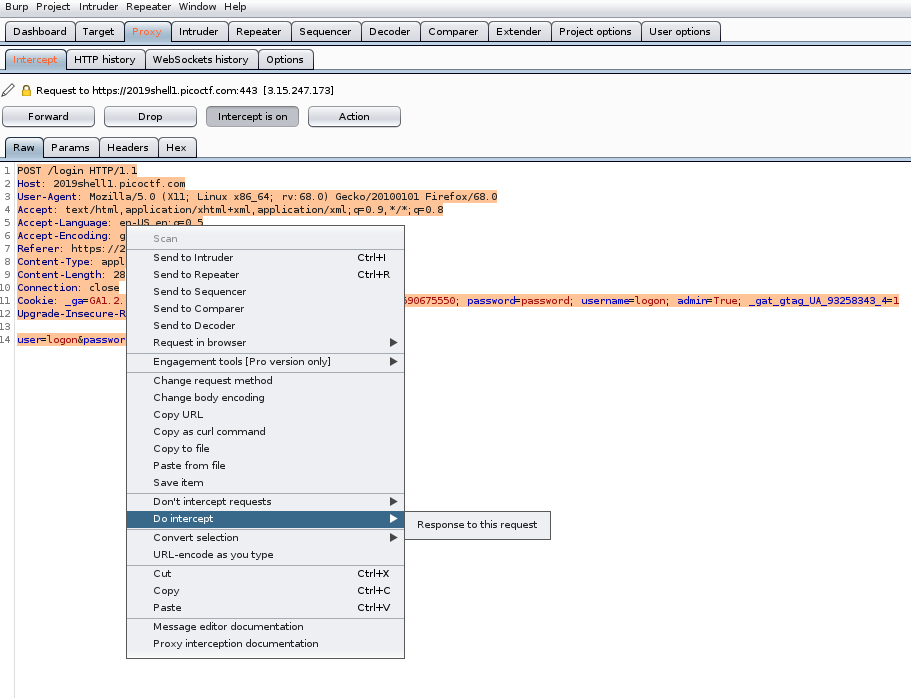 Burp Project Intruder Repeater Window Help
Dashboard Target Proxy Intruder Repeater Sequencer Decoder Comparer Extender Project options User options
Intercept HTTP history WebSockets history Options
Request to https://2019shell1.picoctf.com:443 [3.15.247.173]
Forward Drop Intercept is on Action
Raw Params Headers Hex
1 POST /login HTTP/1.1
2 Host: 2019shell1.picoctf.com
3 User-Agent: Mozilla/5.0 (X11; Linux x86_64; rv:68.0) Gecko/20100101 Firefox/68.0
4 Accept: text/html,application/xhtml+xml,application/xml;q=0.9,*/*;q=0.8
5 Accept-Language: en-US,en;q=0.5
6 Accept-Encoding: g
7 Referer: https://2
8 Content-Type: appl
9 Content-Length: 28
10 Connection: close
11 Cookie: _ga=GA1.2. 690675550; password=password; username=logon; admin=True; _gat_gtag_UA_93258343_4=1
12 Upgrade-Insecure-R
13
14 user=logon&passwor
Scan
Send to Intruder Ctrl+I
Send to Repeater Ctrl+R
Send to Sequencer
Send to Comparer
Send to Decoder
Request in browser
Engagement tools [Pro version only]
Change request method
Change body encoding
Copy URL
Copy as curl command
Copy to file
Paste from file
Save item
Don't intercept requests
Do intercept
Response to this request
Convert selection
URL-encode as you type
Cut Ctrl+X
Copy Ctrl+C
Paste Ctrl+V
Message editor documentation
Proxy interception documentation